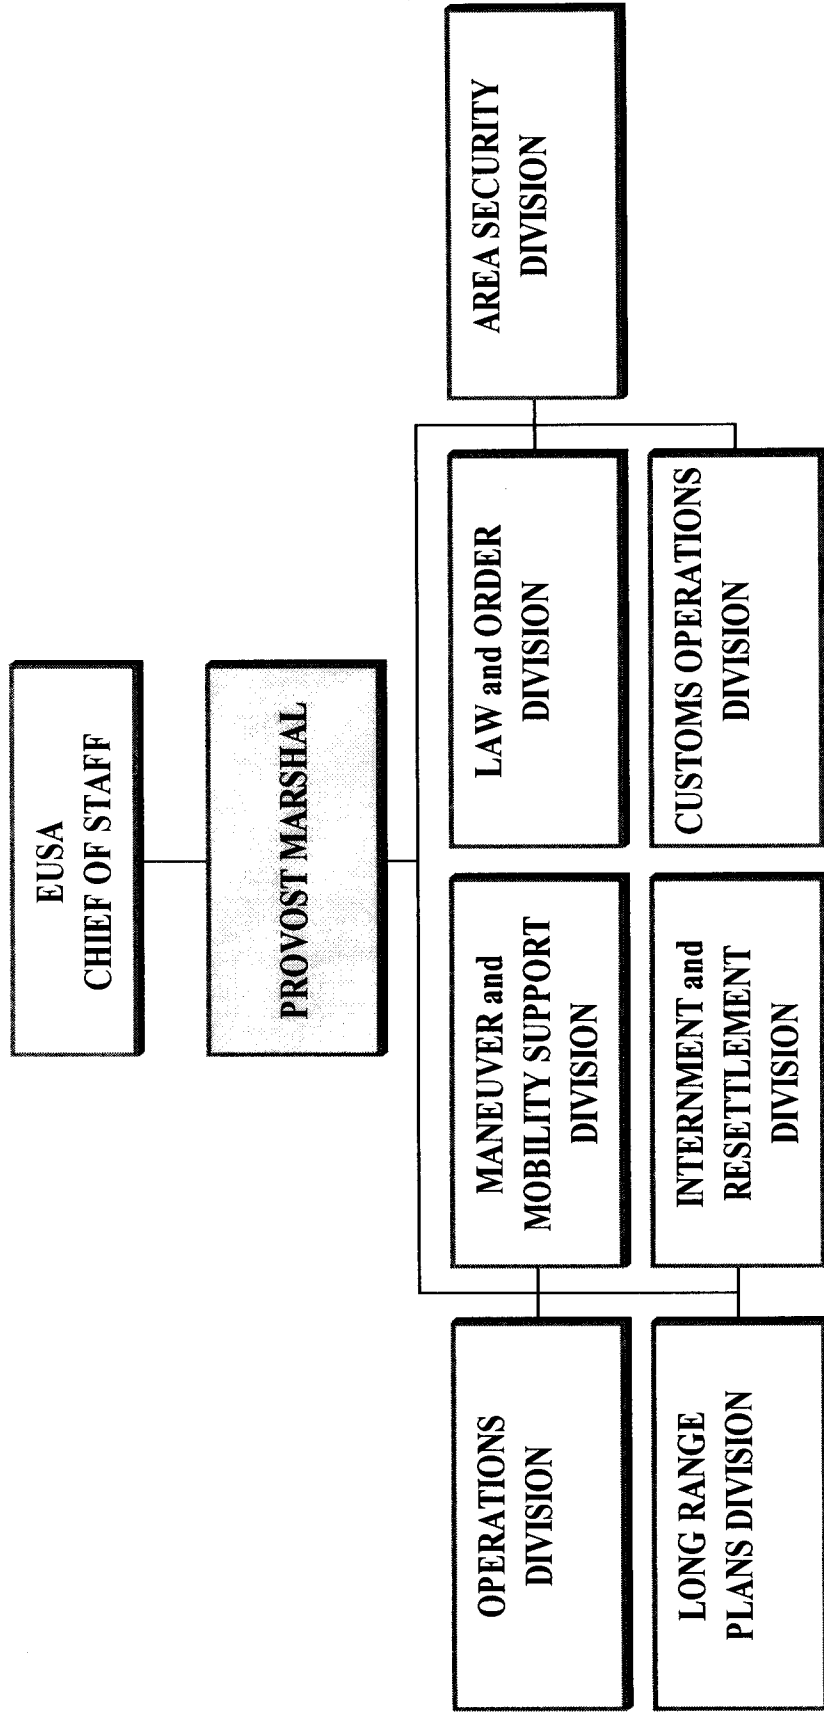 EUSA
CHIEF OF STAFF
PROVOST MARSHAL
OPERATIONS
DIVISION
MANEUVER and
MOBILITY SUPPORT
DIVISION
LAW and ORDER
DIVISION
AREA SECURITY
DIVISION
LONG RANGE
PLANS DIVISION
INTERNMENT and
RESETTLEMENT
DIVISION
CUSTOMS OPERATIONS
DIVISION